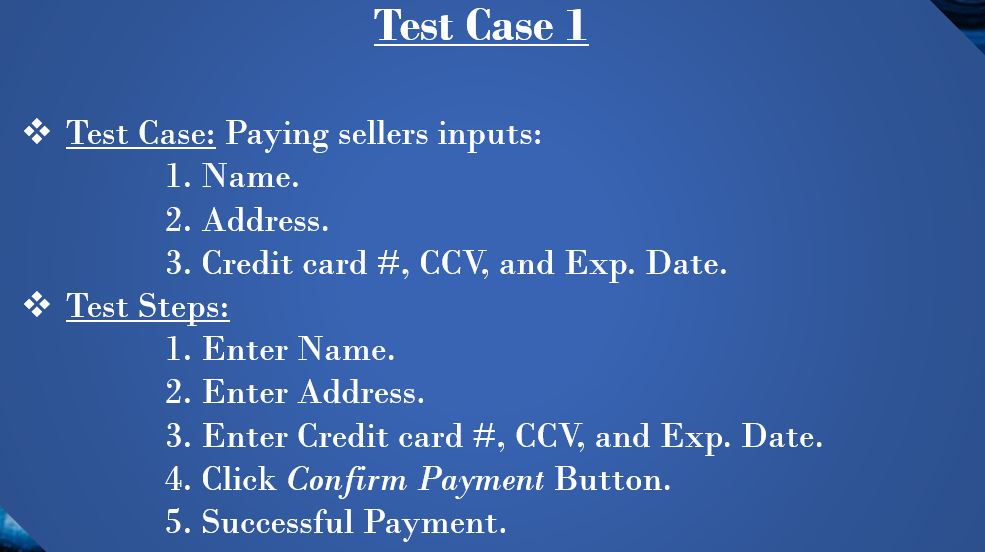 Test Case 1
❖ Test Case: Paying sellers inputs:
1. Name.
2. Address.
3. Credit card #, CCV, and Exp. Date.
❖ Test Steps:
1. Enter Name.
2. Enter Address.
3. Enter Credit card #, CCV, and Exp. Date.
4. Click Confirm Payment Button.
5. Successful Payment.